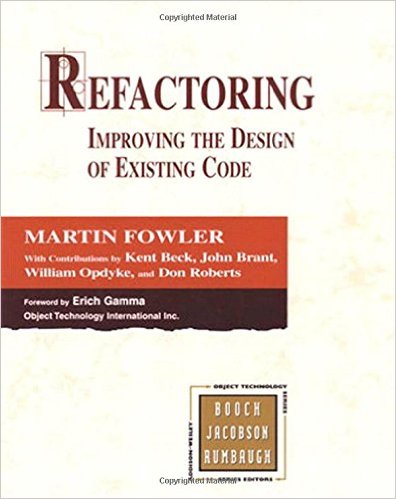 Copyrighted Material
REFACTORING
IMPROVING THE DESIGN
OF EXISTING CODE
MARTIN FOWLER
With Contributions by Kent Beck, John Brant,
William Opdyke, and Don Roberts
Foreword by Erich Gamma
Object Technology International Inc.
ADDISON-WESLEY
OBJECT TECHNOLOGY
SERIES
BOOCH
JACOBSON
RUMBAUGH
SERIES EDITORS
Copyrighted Material